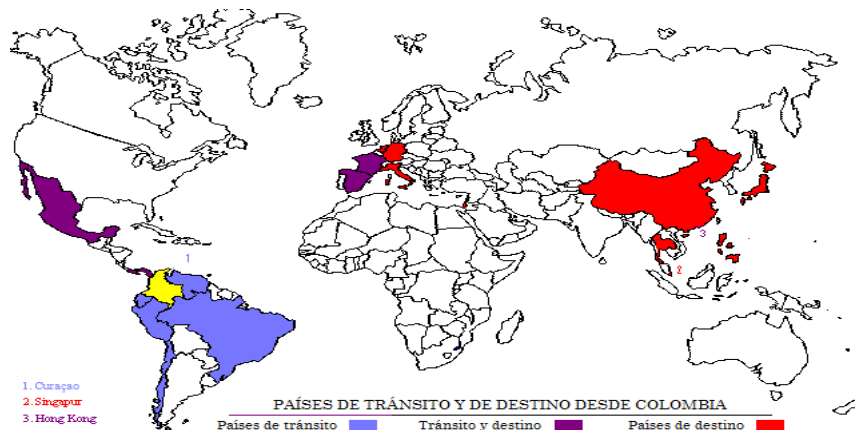 1
3
2
1. Curaçao
2. Singapur
3. Hong Kong
PAÍSES DE TRÁNSITO Y DE DESTINO DESDE COLOMBIA
Países de tránsito Tránsito y destino Países de destino